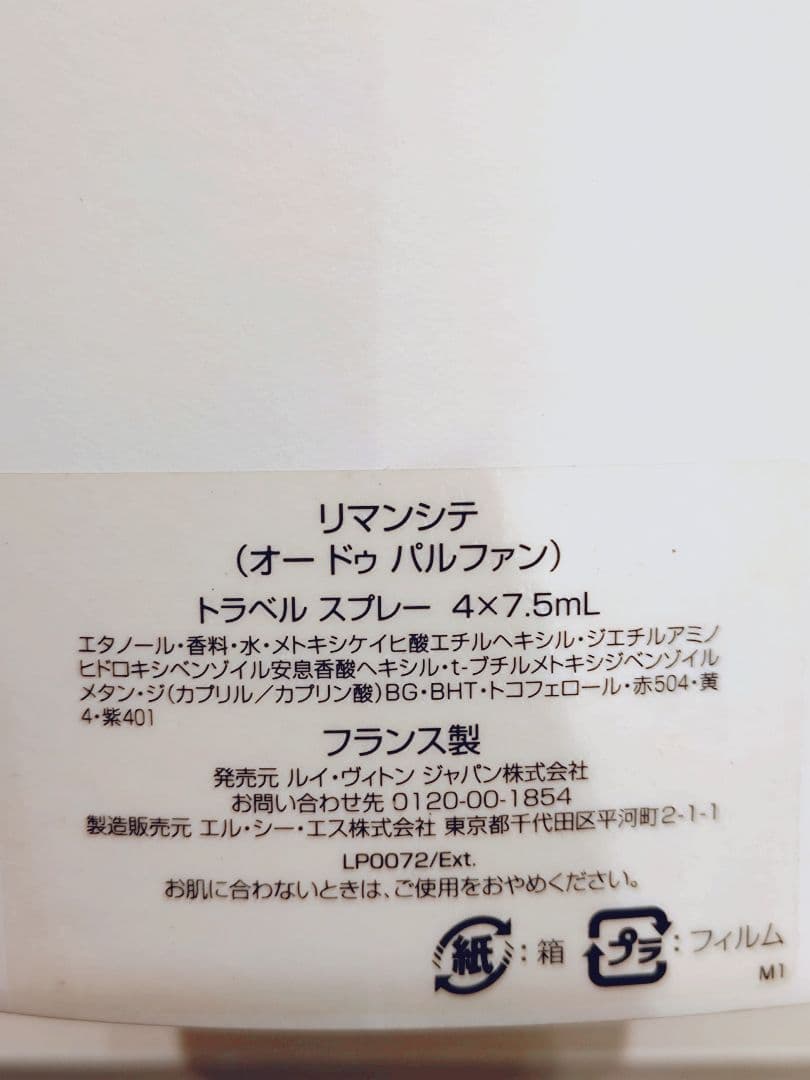 リマンシテ
（オー ドゥ パルファン）
トラベル スプレー 4×7.5mL
エタノール・香料・水・メトキシケイヒ酸エチルヘキシル・ジエチルアミノ
ヒドロキシベンゾイル安息香酸ヘキシル・t-ブチルメトキシジベンゾイル
メタン・ジ（カプリル／カプリン酸）BG・BHT・トコフェロール・赤504・黄
4・紫401
フランス製
発売元 ルイ・ヴィトン ジャパン株式会社
お問い合わせ先 0120-00-1854
製造販売元 エル・シー・エス株式会社 東京都千代田区平河町2-1-1
LP0072/Ext.
お肌に合わないときは、ご使用をおやめください。
紙：箱 プラ：フィルム
M1